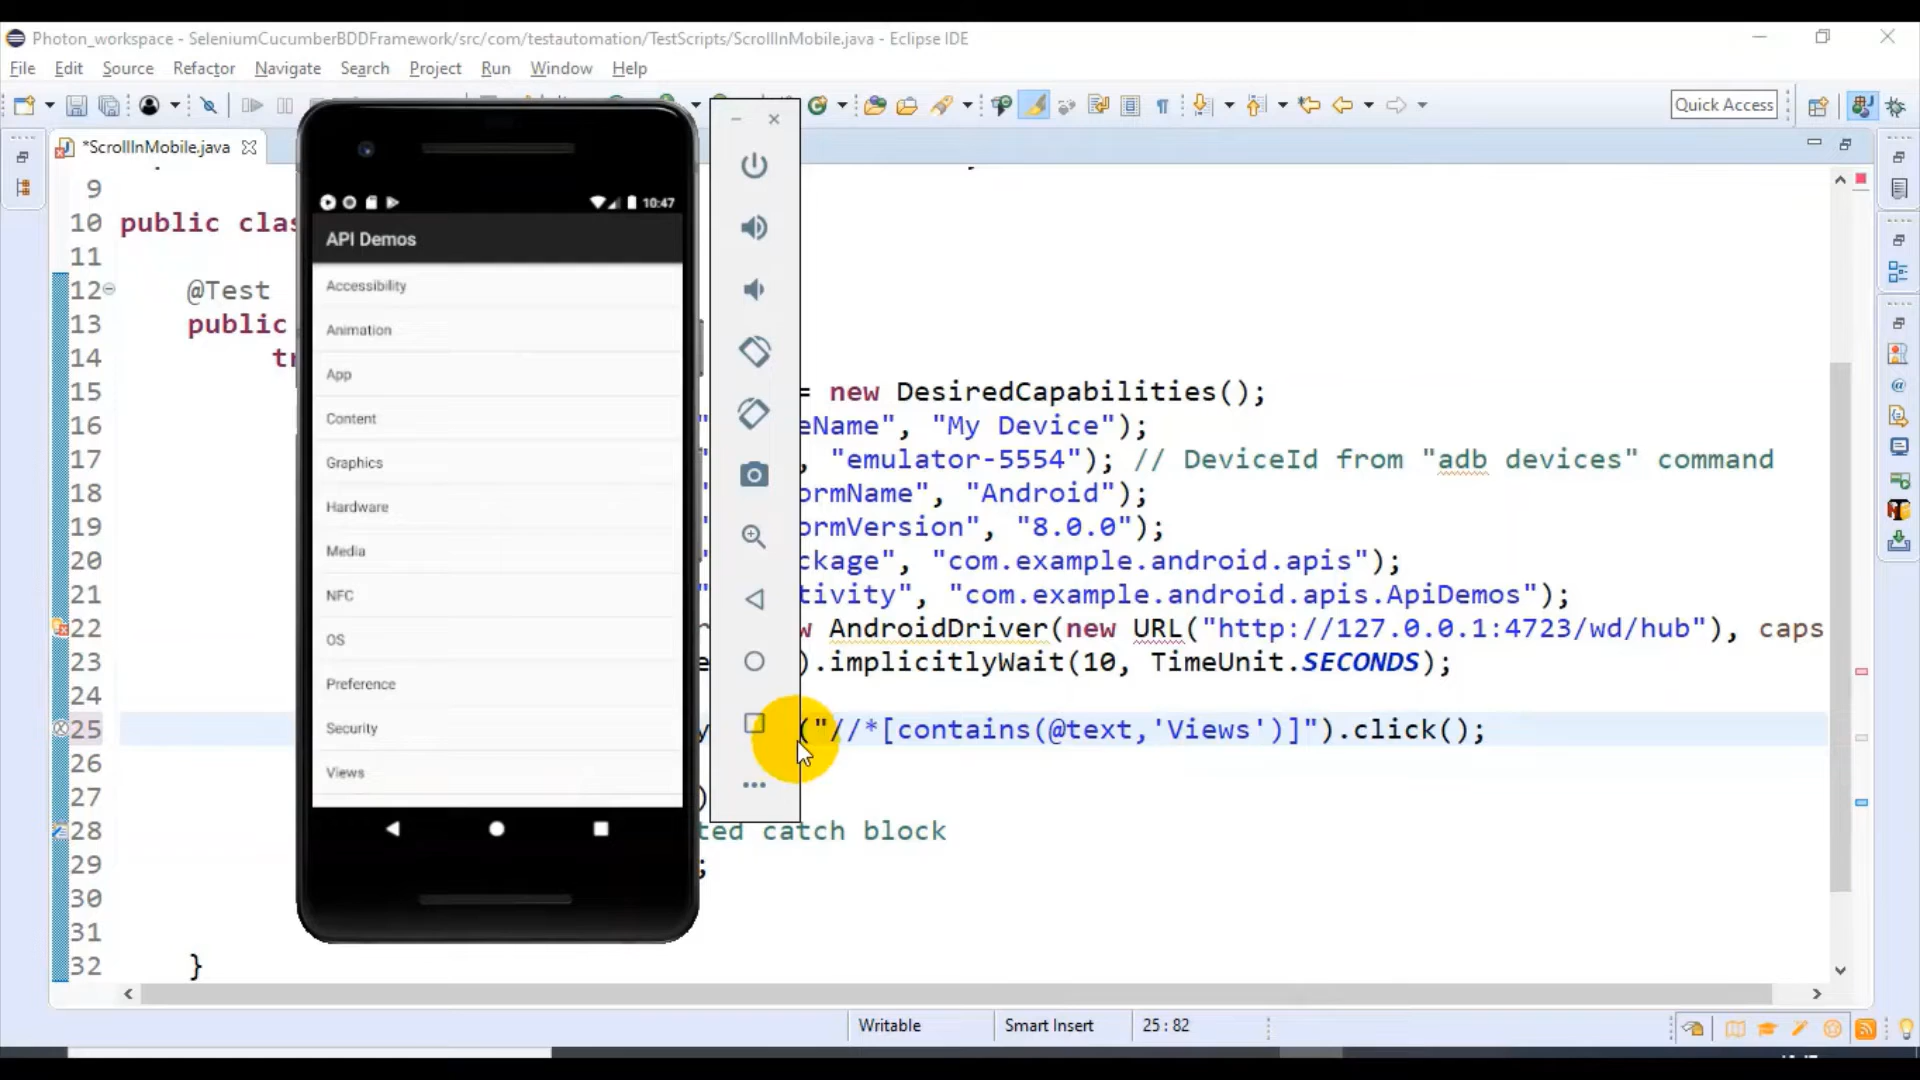 Photon_workspace - SeleniumCucumberBDDFramework/src/com/testautomation/TestScripts/ScrollInMobile.java - Eclipse IDE
File Edit Source Refactor Navigate Search Project Run Window Help
Quick Access
*ScrollInMobile.java
9
10 public clas
11
12 @Test
13 public
14 tr
15 = new DesiredCapabilities();
16 "eName", "My Device");
17 , "emulator-5554"); // DeviceId from "adb devices" command
18 ormName", "Android");
19 ormVersion", "8.0.0");
20 ckage", "com.example.android.apis");
21 tivity", "com.example.android.apis.ApiDemos");
22 w AndroidDriver(new URL("http://127.0.0.1:4723/wd/hub"), caps
23 ).implicitlyWait(10, TimeUnit.SECONDS);
24
25 ("//*[contains(@text,'Views')]").click();
26
27 )
28 ted catch block
29 ;
30
31
32 }
10:47
API Demos
Accessibility
Animation
App
Content
Graphics
Hardware
Media
NFC
OS
Preference
Security
Views
Writable Smart Insert 25 : 82